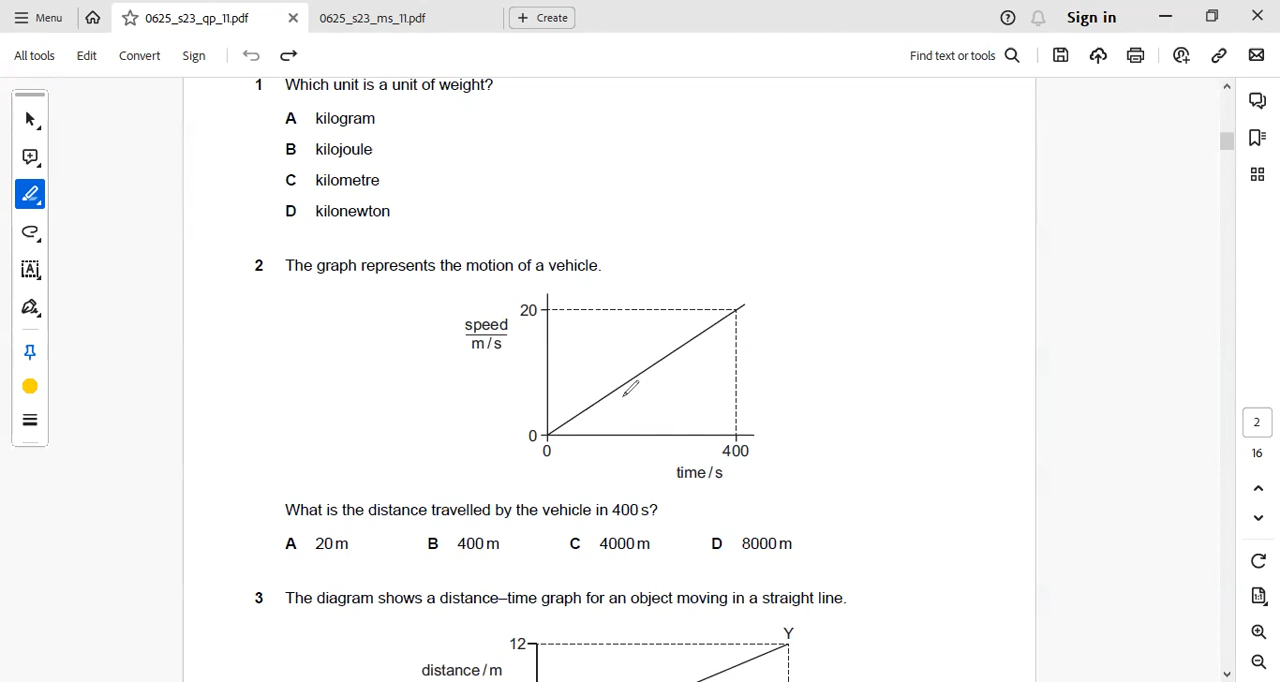 Menu
0625_s23_qp_11.pdf
0625_s23_ms_11.pdf
Create
Sign in
All tools
Edit
Convert
Sign
Find text or tools
1 Which unit is a unit of weight?
A kilogram
B kilojoule
C kilometre
D kilonewton
2 The graph represents the motion of a vehicle.
20
speed
m / s
0
0
400
time / s
What is the distance travelled by the vehicle in 400 s?
A 20 m B 400 m C 4000 m D 8000 m
3 The diagram shows a distance–time graph for an object moving in a straight line.
Y
12
distance / m
2
16